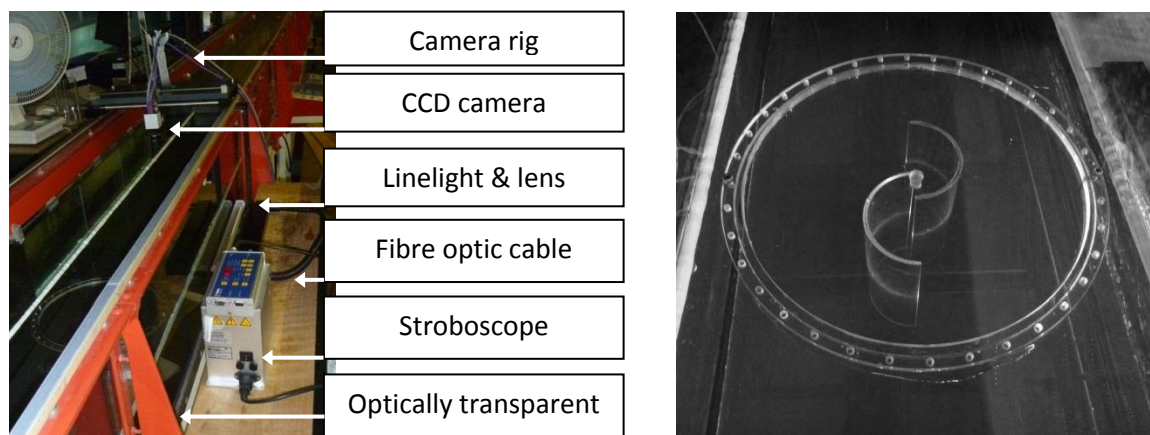 Camera rig
CCD camera
Linelight & lens
Fibre optic cable
Stroboscope
Optically transparent